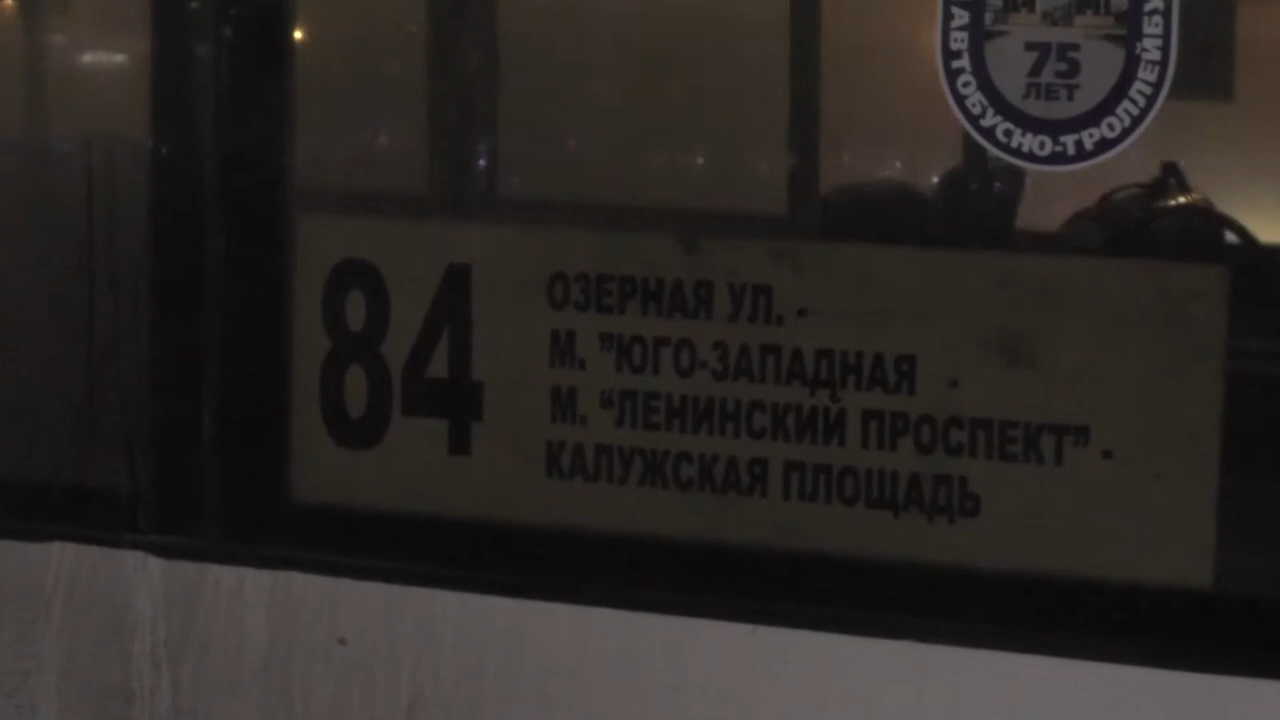 75
ЛЕТ
АВТОБУСНО-ТРОЛЛЕЙБУ
84
ОЗЕРНАЯ УЛ. -
М. "ЮГО-ЗАПАДНАЯ -
М. “ЛЕНИНСКИЙ ПРОСПЕКТ” -
КАЛУЖСКАЯ ПЛОЩАДЬ